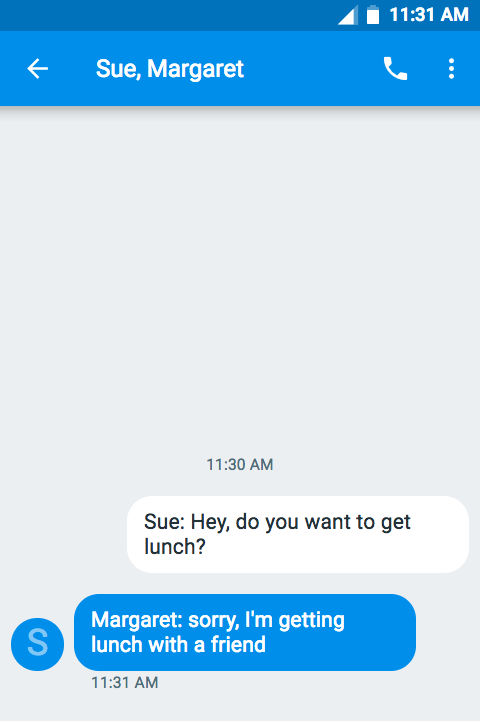 11:31 AM
Sue, Margaret
11:30 AM
Sue: Hey, do you want to get
lunch?
Margaret: sorry, I'm getting
lunch with a friend
S
11:31 AM